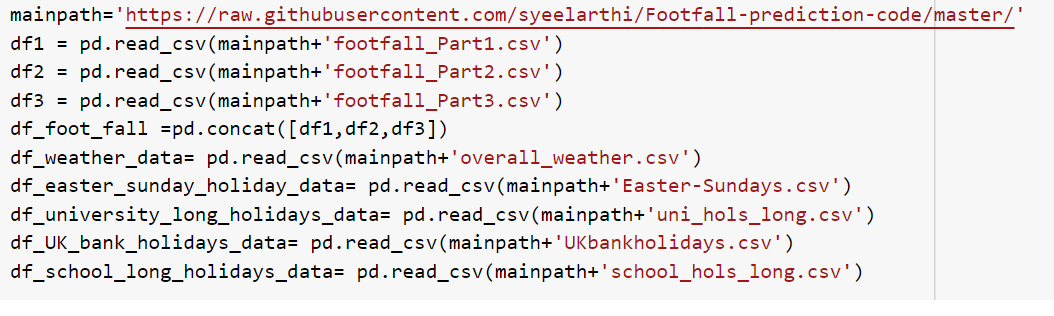 mainpath='https://raw.githubusercontent.com/syeelarthi/Footfall-prediction-code/master/'
df1 = pd.read_csv(mainpath+'footfall_Part1.csv')
df2 = pd.read_csv(mainpath+'footfall_Part2.csv')
df3 = pd.read_csv(mainpath+'footfall_Part3.csv')
df_foot_fall =pd.concat([df1,df2,df3])
df_weather_data= pd.read_csv(mainpath+'overall_weather.csv')
df_easter_sunday_holiday_data= pd.read_csv(mainpath+'Easter-Sundays.csv')
df_university_long_holidays_data= pd.read_csv(mainpath+'uni_hols_long.csv')
df_UK_bank_holidays_data= pd.read_csv(mainpath+'UKbankholidays.csv')
df_school_long_holidays_data= pd.read_csv(mainpath+'school_hols_long.csv')